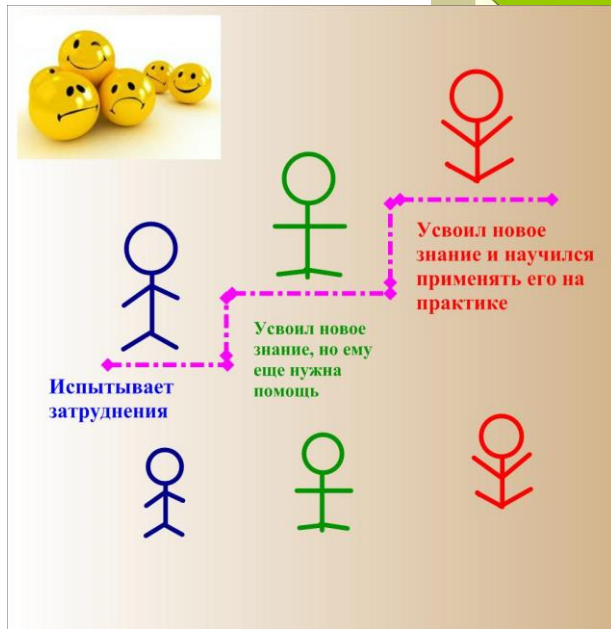 Испытывает
затруднения
Усвоил новое
знание, но ему
еще нужна
помощь
Усвоил новое
знание и научился
применять его на
практике